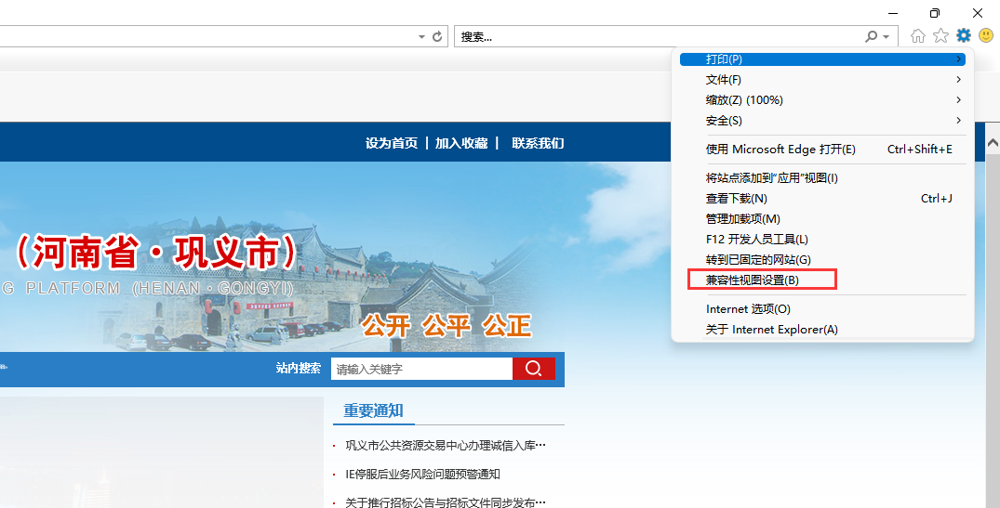 搜索...
打印(P)
文件(F)
缩放(Z) (100%)
安全(S)
使用 Microsoft Edge 打开(E) Ctrl+Shift+E
将站点添加到“应用”视图(I)
查看下载(N) Ctrl+J
管理加载项(M)
F12 开发人员工具(L)
转到已固定的网站(G)
兼容性视图设置(B)
Internet 选项(O)
关于 Internet Explorer(A)
设为首页 | 加入收藏 | 联系我们
（河南省·巩义市）
G PLATFORM (HENAN·GONGYI)
公开 公平 公正
站内搜索 请输入关键字
重要通知
巩义市公共资源交易中心办理诚信入库…
IE停服后业务风险问题预警通知
关于推行招标公告与招标文件同步发布…